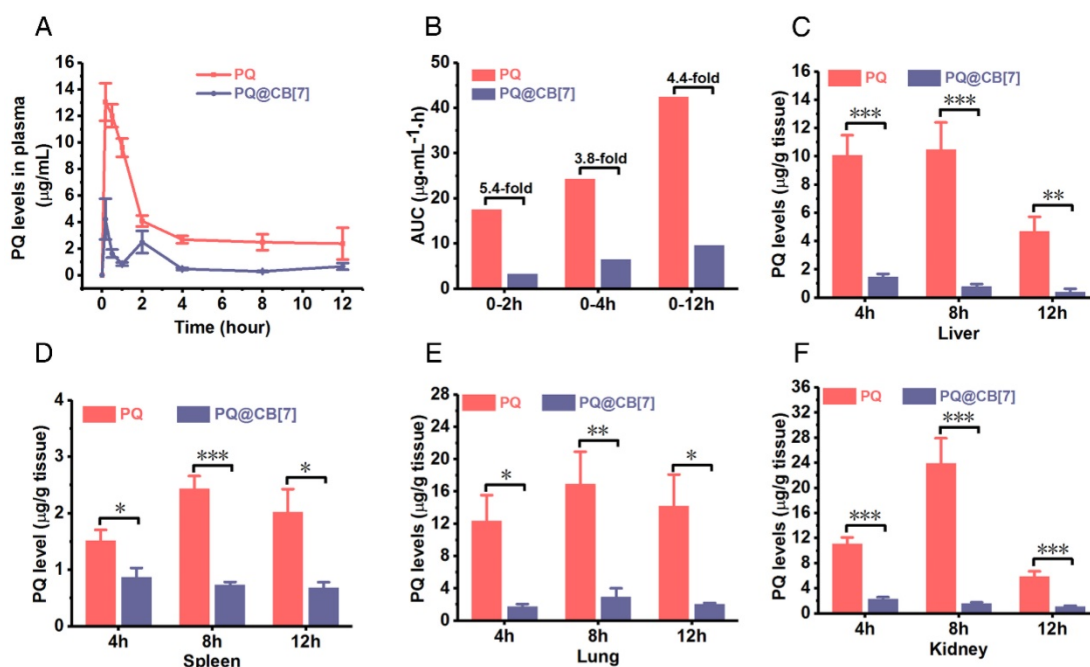 A
PQ levels in plasma
(μg/mL)
16
14
12
10
8
6
4
2
0
PQ
PQ@CB[7]
0 2 4 6 8 10 12
Time (hour)
B
AUC (μg·mL⁻¹·h)
50
40
30
20
10
0
PQ
PQ@CB[7]
5.4-fold
3.8-fold
4.4-fold
0-2h 0-4h 0-12h
C
PQ levels (μg/g tissue)
16
14
12
10
8
6
4
2
0
PQ PQ@CB[7]
*** *** **
4h 8h 12h
Liver
D
PQ level (μg/g tissue)
4
3
2
1
0
PQ PQ@CB[7]
* *** *
4h 8h 12h
Spleen
E
PQ levels (μg/g tissue)
28
24
20
16
12
8
4
0
PQ PQ@CB[7]
* ** *
4h 8h 12h
Lung
F
PQ levels (μg/g tissue)
36
30
24
18
12
6
0
PQ PQ@CB[7]
*** *** ***
4h 8h 12h
Kidney